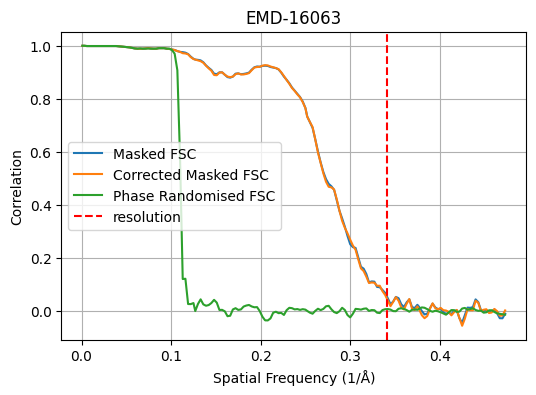 EMD-16063
1.0
0.8
0.6
0.4
0.2
0.0
Correlation
Masked FSC
Corrected Masked FSC
Phase Randomised FSC
resolution
0.0 0.1 0.2 0.3 0.4
Spatial Frequency (1/Å)